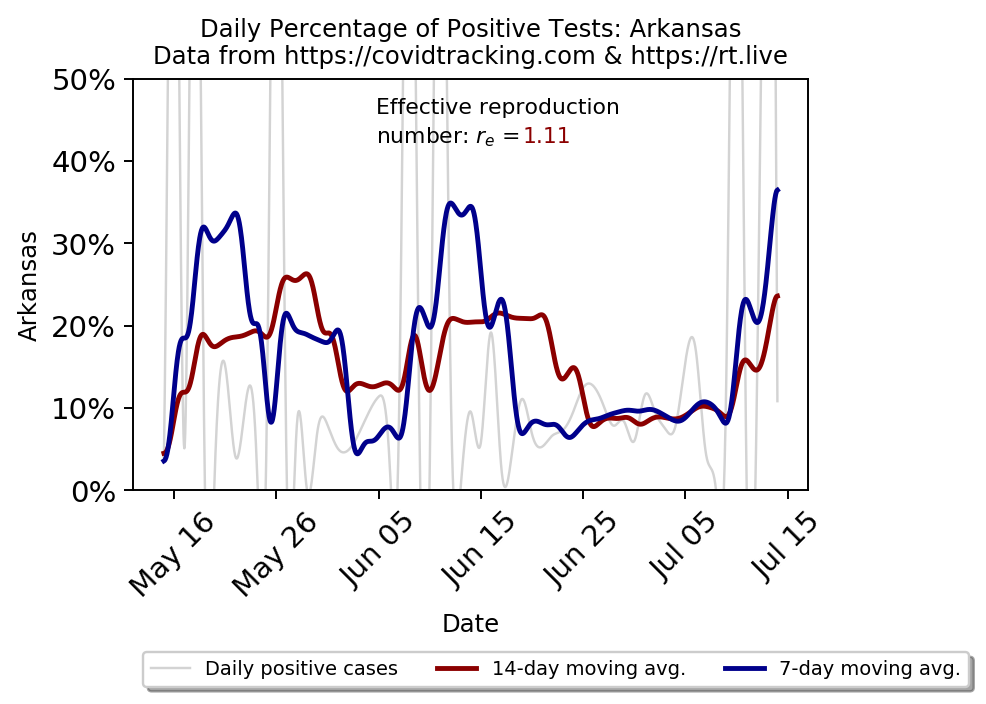 Daily Percentage of Positive Tests: Arkansas
Data from https://covidtracking.com & https://rt.live
50%
Effective reproduction
number: rₑ = 1.11
40%
30%
20%
10%
0%
Arkansas
May 16
May 26
Jun 05
Jun 15
Jun 25
Jul 05
Jul 15
Date
Daily positive cases
14-day moving avg.
7-day moving avg.